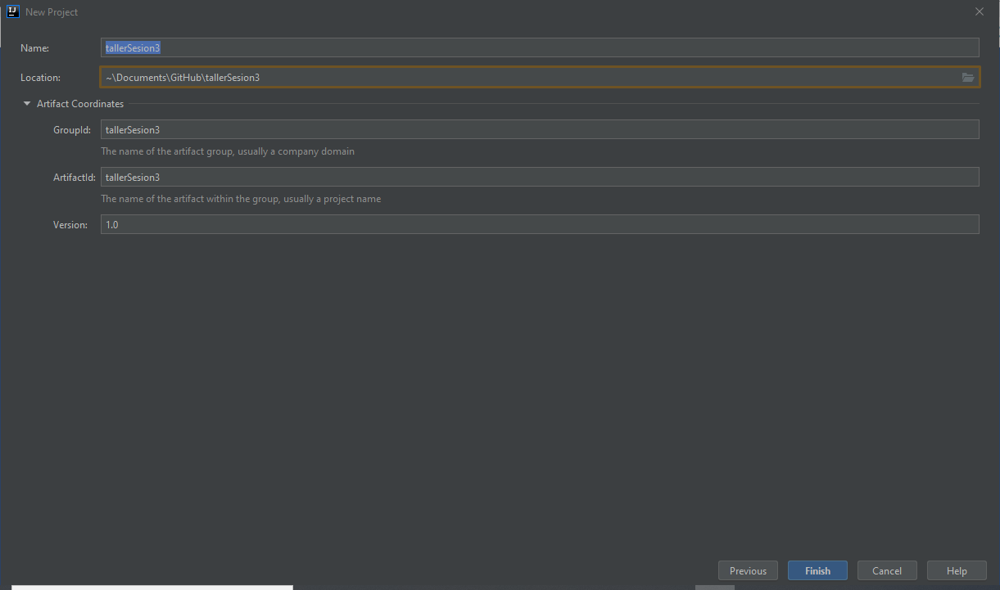 IJ New Project
Name: tallerSesion3
Location: ~\Documents\GitHub\tallerSesion3
Artifact Coordinates
GroupId: tallerSesion3
The name of the artifact group, usually a company domain
ArtifactId: tallerSesion3
The name of the artifact within the group, usually a project name
Version: 1.0
Previous Finish Cancel Help